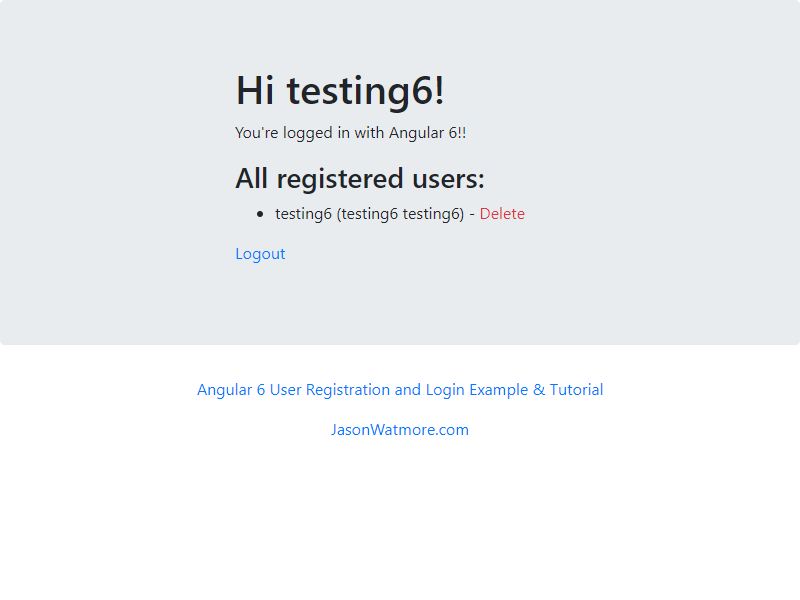 Hi testing6!
You're logged in with Angular 6!!
All registered users:
testing6 (testing6 testing6) - Delete
Logout
Angular 6 User Registration and Login Example & Tutorial
JasonWatmore.com